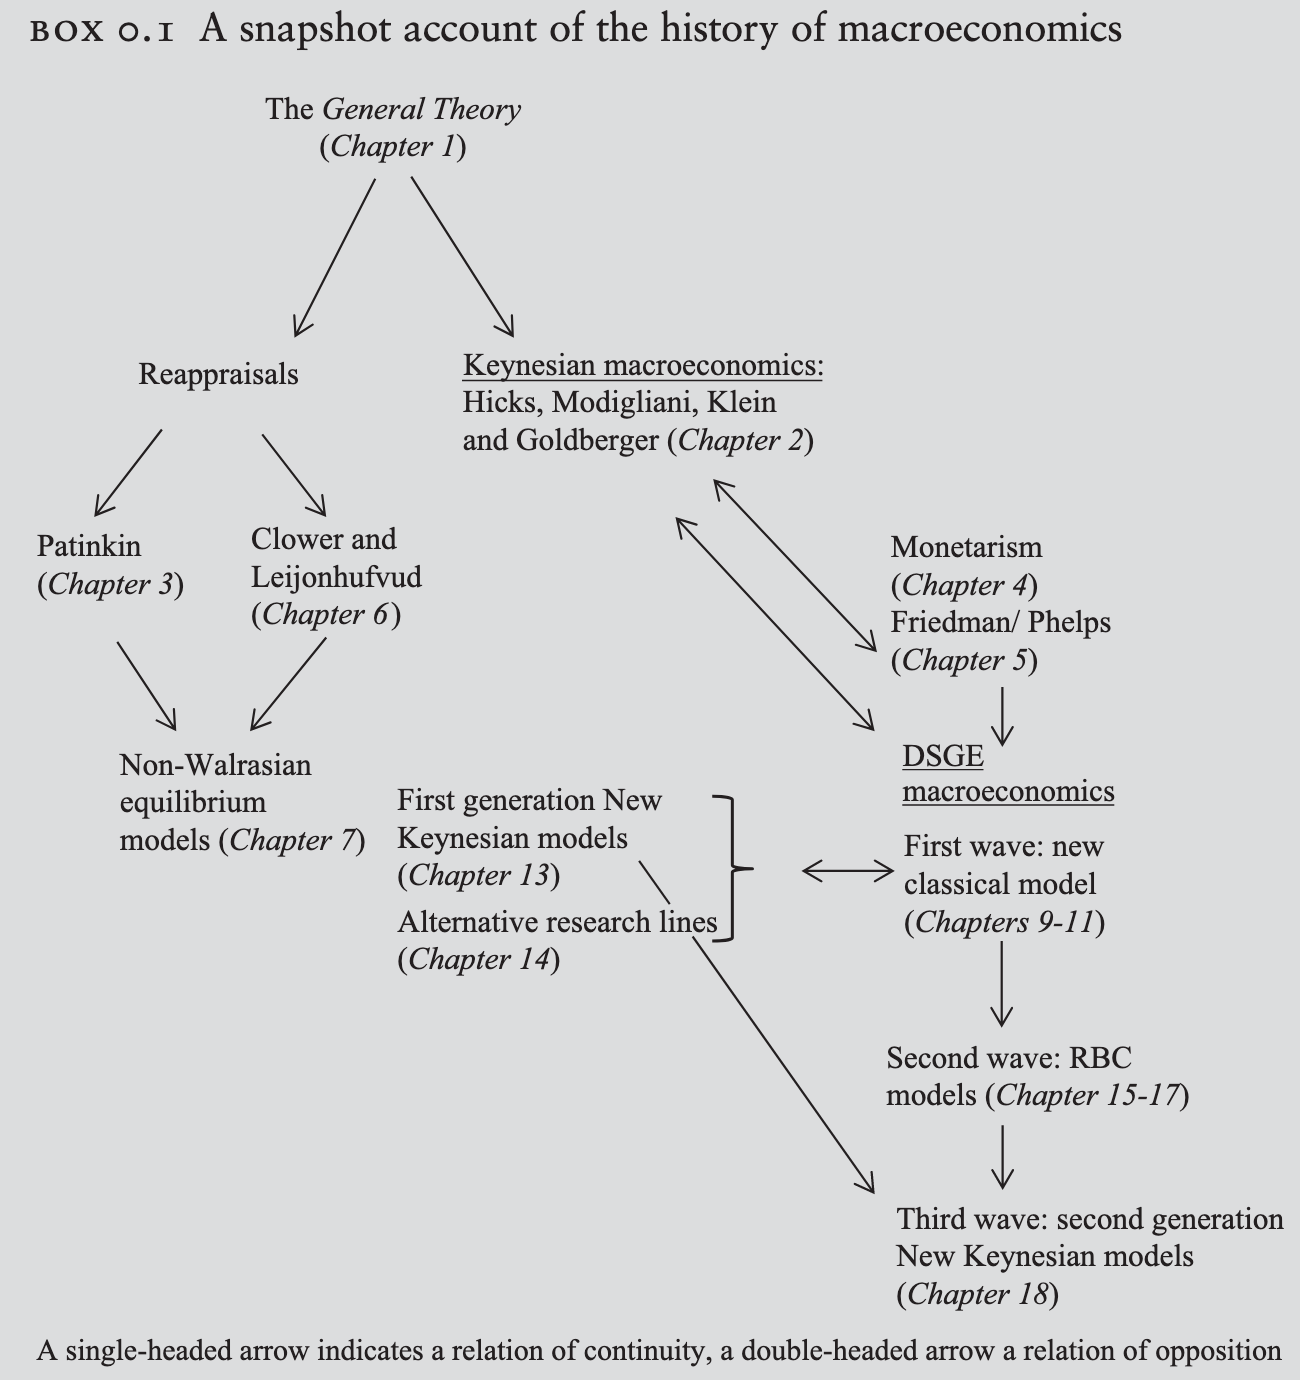 BOX 0.1 A snapshot account of the history of macroeconomics
The General Theory
(Chapter 1)
Reappraisals
Keynesian macroeconomics:
Hicks, Modigliani, Klein
and Goldberger (Chapter 2)
Patinkin
(Chapter 3)
Clower and
Leijonhufvud
(Chapter 6)
Monetarism
(Chapter 4)
Friedman/ Phelps
(Chapter 5)
Non-Walrasian
equilibrium
models (Chapter 7)
First generation New
Keynesian models
(Chapter 13)
Alternative research lines
(Chapter 14)
DSGE
macroeconomics
First wave: new
classical model
(Chapters 9-11)
Second wave: RBC
models (Chapter 15-17)
Third wave: second generation
New Keynesian models
(Chapter 18)
A single-headed arrow indicates a relation of continuity, a double-headed arrow a relation of opposition